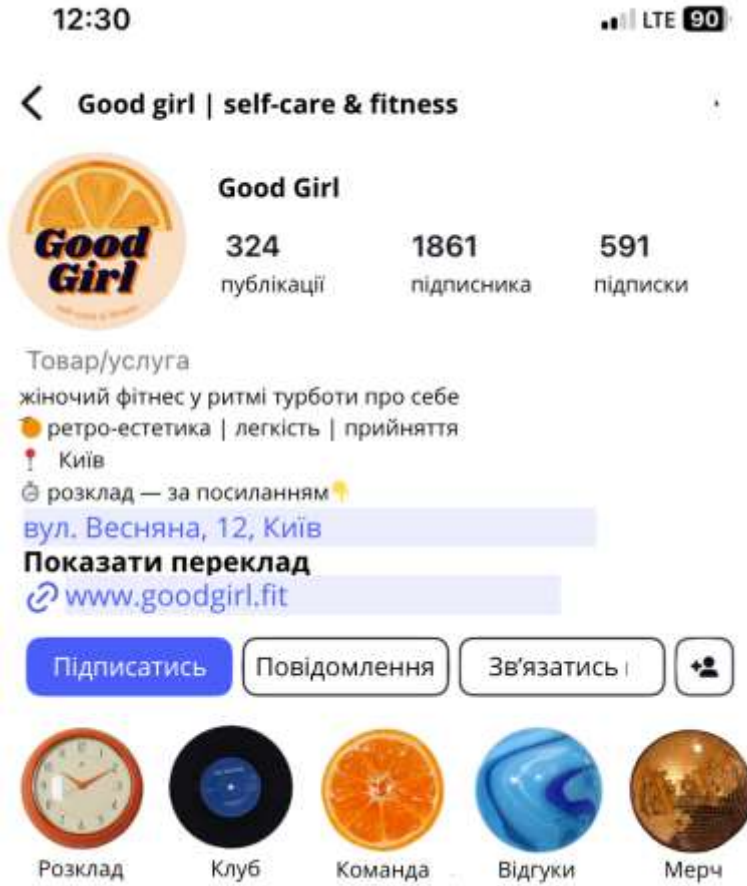 12:30
LTE 90
Good girl | self-care & fitness
Good
Girl
Good Girl
324 1861 591
публікації підписника підписки
Товар/услуга
жіночий фітнес у ритмі турботи про себе
ретро-естетика | легкість | прийняття
Київ
розклад — за посиланням
вул. Весняна, 12, Київ
Показати переклад
www.goodgirl.fit
Підписатись Повідомлення Зв’язатись
Розклад Клуб Команда Відгуки Мерч